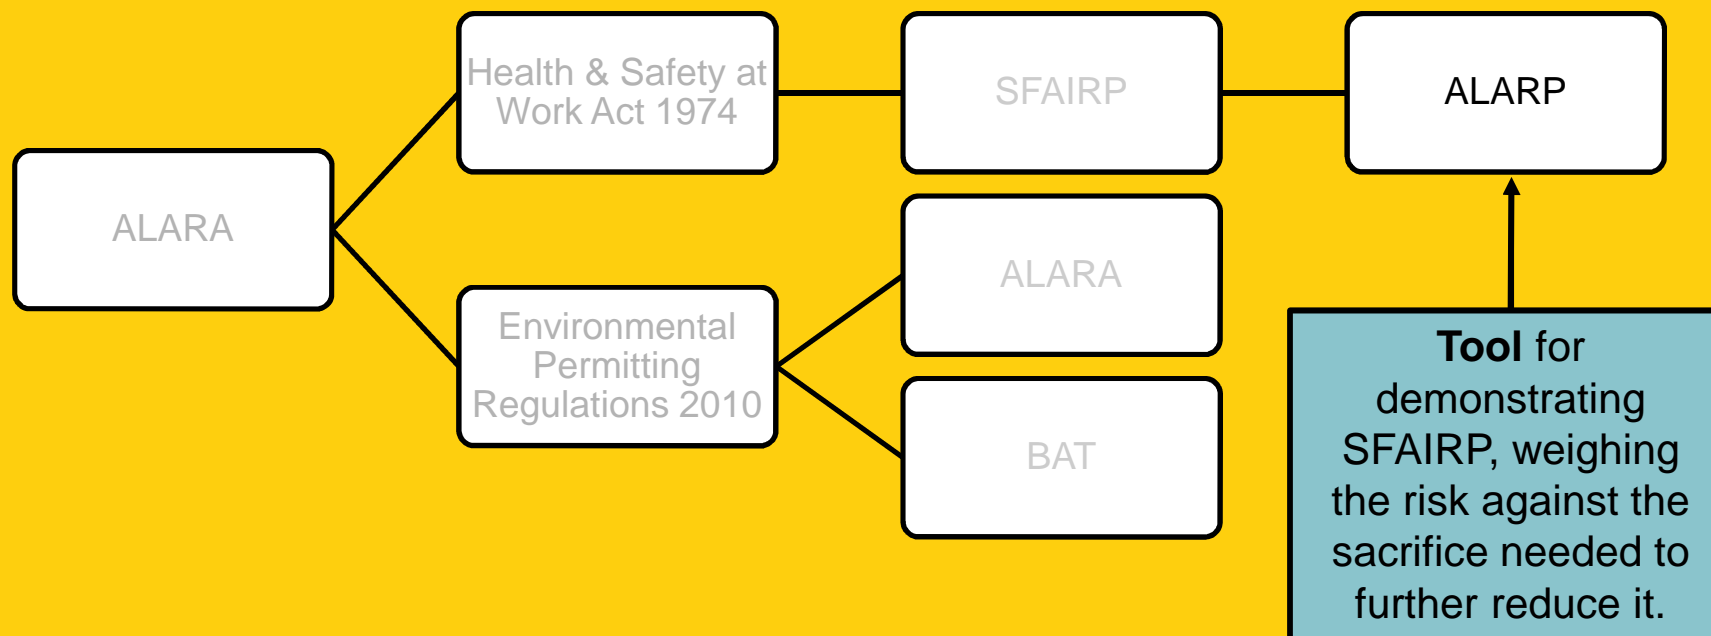 ALARA
Health & Safety at
Work Act 1974
SFAIRP
ALARP
Environmental
Permitting
Regulations 2010
ALARA
BAT
Tool for
demonstrating
SFAIRP, weighing
the risk against the
sacrifice needed to
further reduce it.